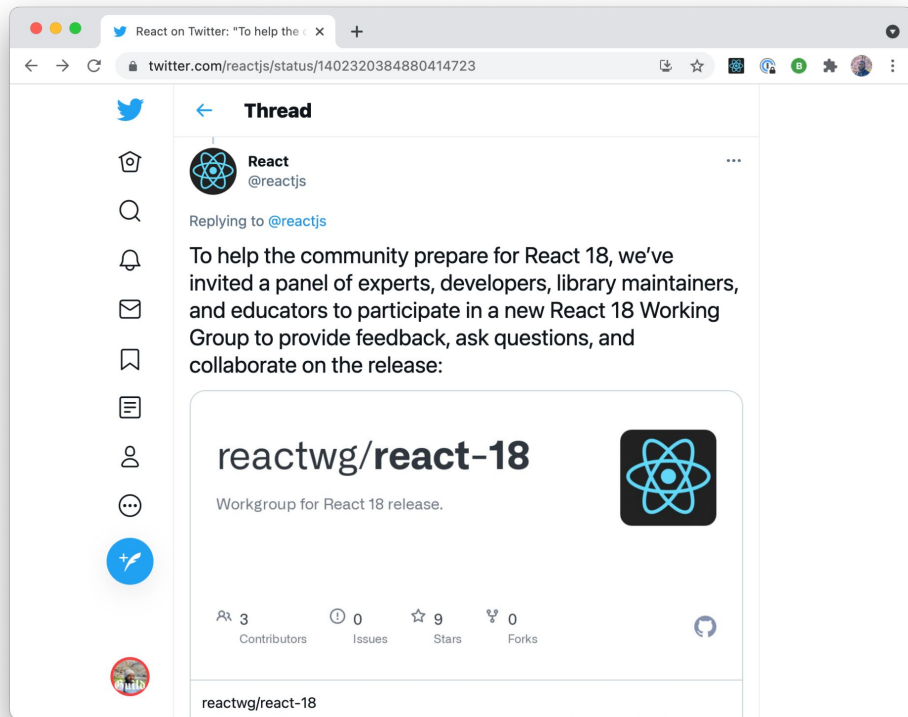 React on Twitter: "To help the c
twitter.com/reactjs/status/1402320384880414723
B
Thread
React
@reactjs
Replying to @reactjs
To help the community prepare for React 18, we’ve
invited a panel of experts, developers, library maintainers,
and educators to participate in a new React 18 Working
Group to provide feedback, ask questions, and
collaborate on the release:
reactwg/react-18
Workgroup for React 18 release.
3 0 9 0
Contributors Issues Stars Forks
Guild
reactwg/react-18